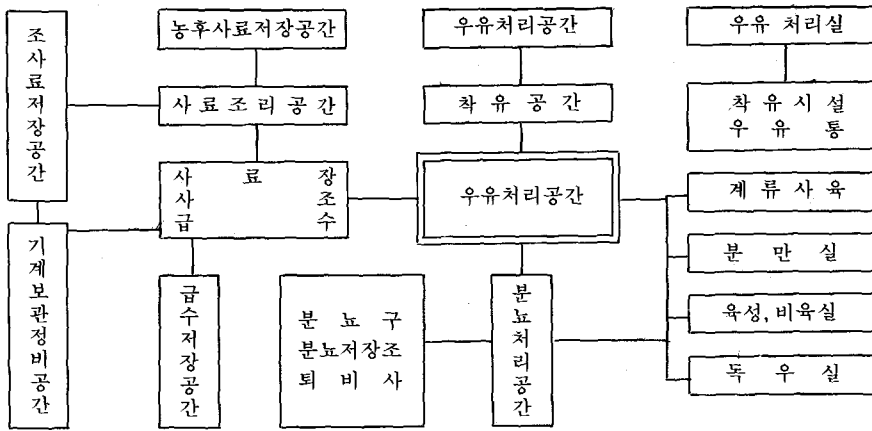 조사료저장공간
농후사료저장공간
우유처리공간
우유 처리실
사료조리공간
착유공간
착유시설
우유통
사료장
사조
급수
우유처리공간
계류사육
분만실
육성, 비육실
독우실
기계보관정비공간
급수저장공간
분뇨구
분뇨저장조
퇴비사
분뇨처리공간